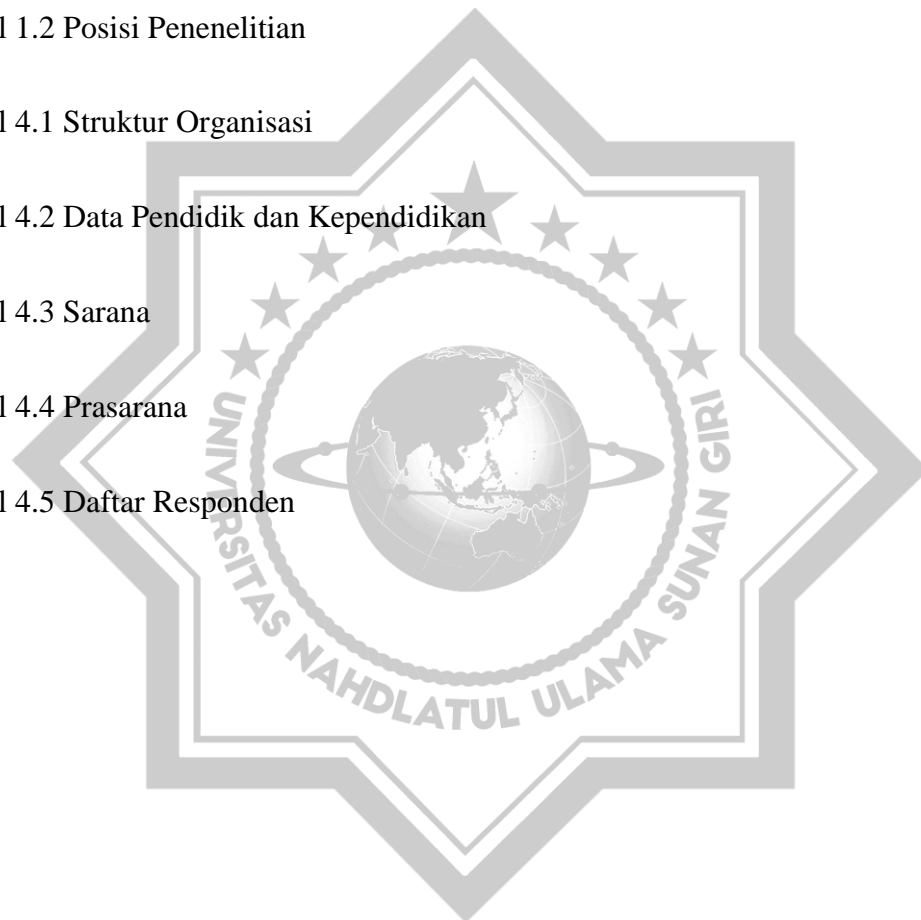 l 1.2 Posisi Penenelitian
l 4.1 Struktur Organisasi
l 4.2 Data Pendidik dan Kependidikan
l 4.3 Sarana
l 4.4 Prasarana
l 4.5 Daftar Responden
UNIVERSITAS NAHDLATUL ULAMA SUNAN GIRI